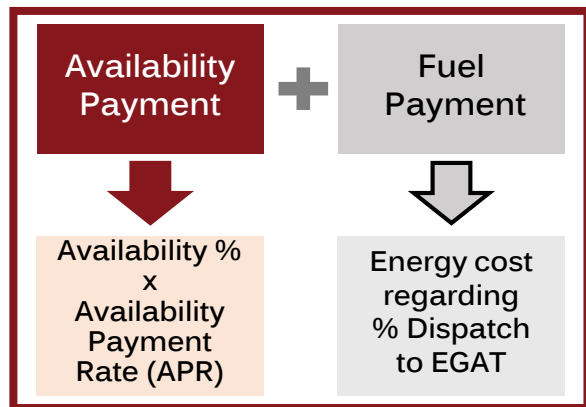 Availability
Payment
Fuel
Payment
Availability %
x
Availability
Payment
Rate (APR)
Energy cost
regarding
% Dispatch
to EGAT